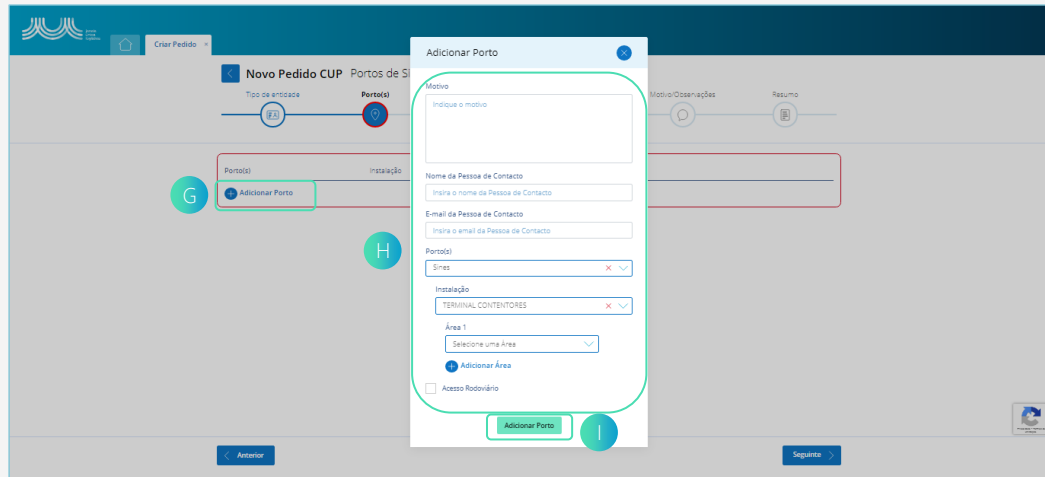 Criar Pedido ×
Novo Pedido CUP Portos de SI
Tipo de entidade
Porto(s)
Motivo/Observações
Resumo
Porto(s)
Instalação
Adicionar Porto
G
H
Adicionar Porto
Motivo
Indique o motivo
Nome da Pessoa de Contacto
Insira o nome da Pessoa de Contacto
E-mail da Pessoa de Contacto
Insira o email da Pessoa de Contacto
Porto(s)
Sines
Instalação
TERMINAL CONTENTORES
Área 1
Selecione uma Área
Adicionar Área
Acesso Rodoviário
Adicionar Porto
I
Anterior
Seguinte